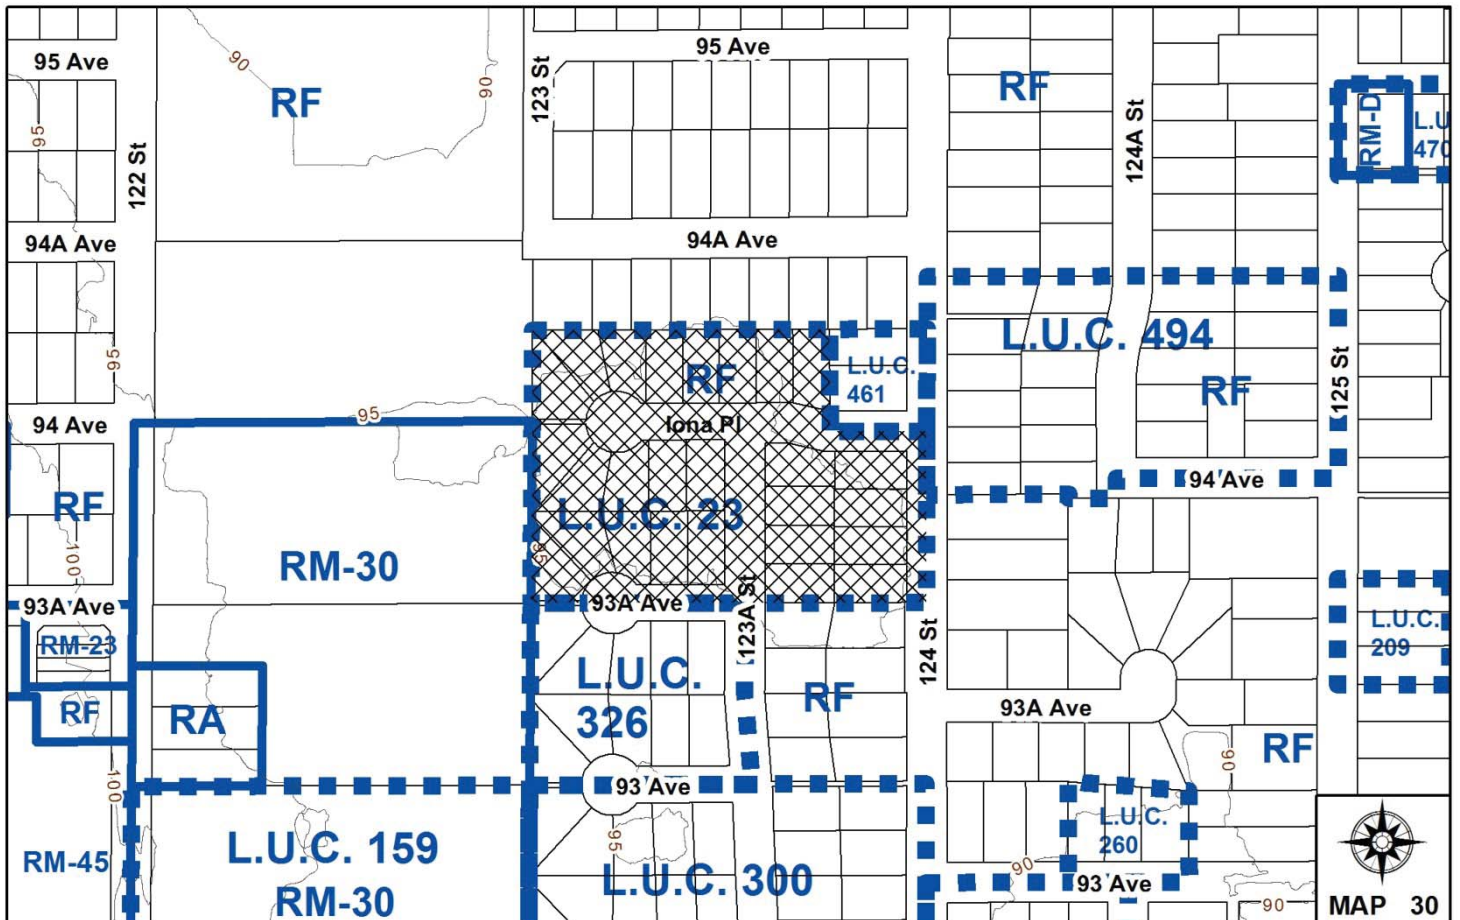 95 Ave
95 Ave
90
90
RF
RF
123 St
95
122 St
124A St
RM-D
L.U
470
94A Ave
94A Ave
L.U.C. 494
95
RF
L.U.C.
461
125 St
RF
95
Iona Pl
94 Ave
94 Ave
RF
L.U.C. 23
100
RM-30
95
93A Ave
93A Ave
123A St
RM-23
124 St
L.U.C.
209
L.U.C.
326
RF
RF
RA
93A Ave
RF
90
100
93 Ave
L.U.C.
260
L.U.C. 159
95
RM-45
L.U.C. 300
90
93 Ave
RM-30
90
MAP 30